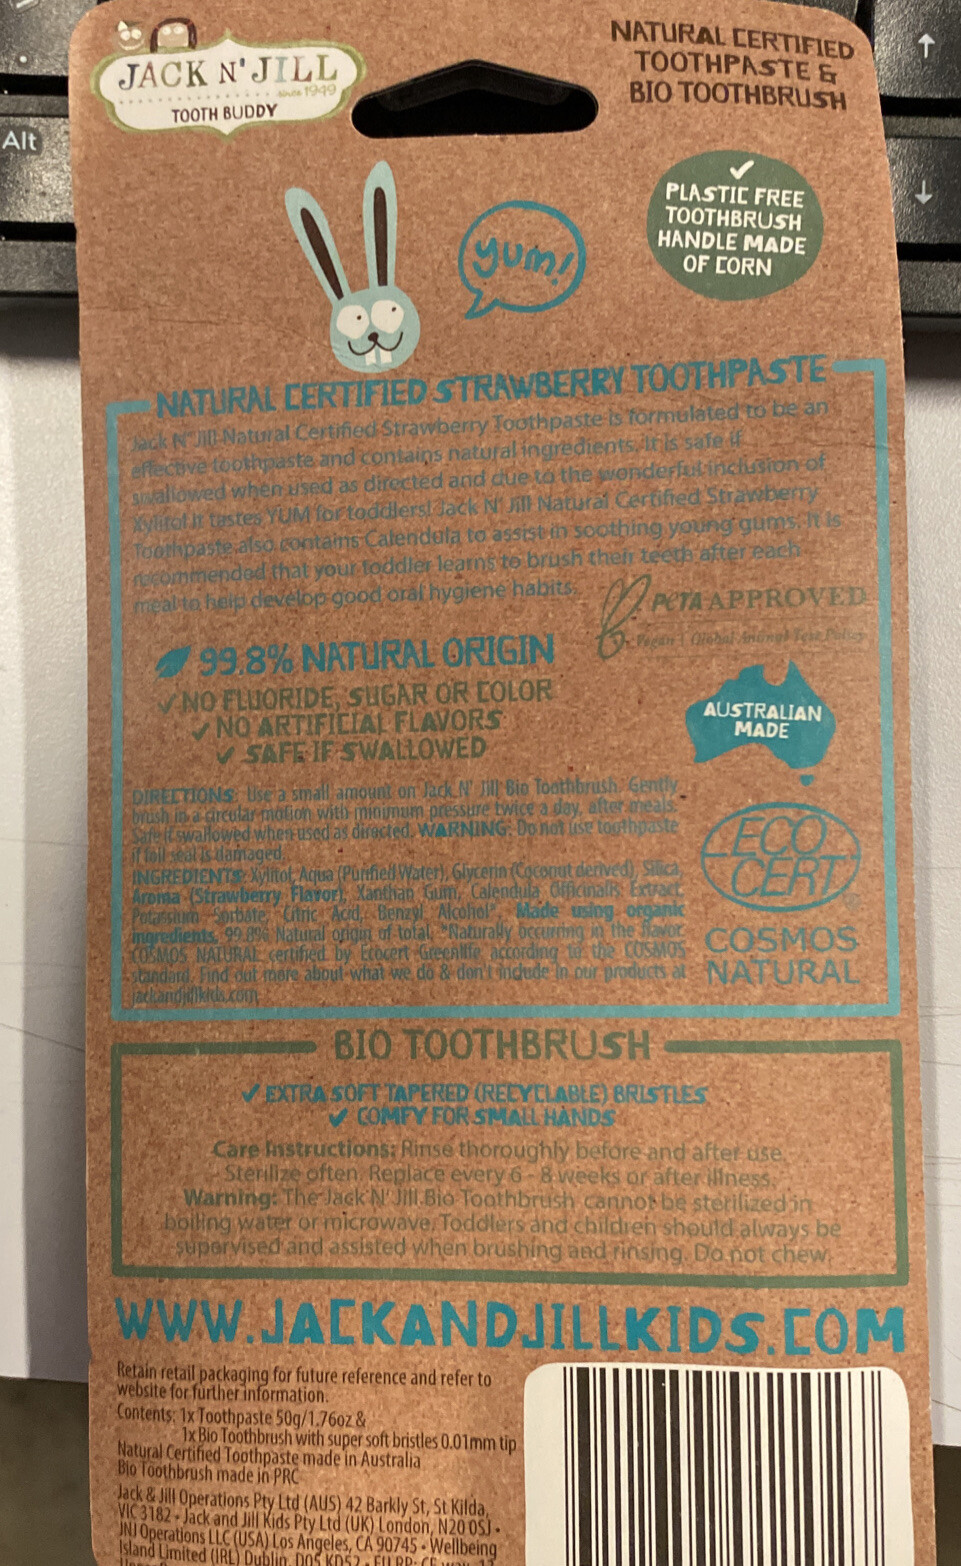 Alt
↑
↓
JACK N' JILL
since 1949
TOOTH BUDDY
NATURAL CERTIFIED
TOOTHPASTE &
BIO TOOTHBRUSH
yum!
✓
PLASTIC FREE
TOOTHBRUSH
HANDLE MADE
OF CORN
NATURAL CERTIFIED STRAWBERRY TOOTHPASTE
Jack N' Jill Natural Certified Strawberry Toothpaste is formulated to be an
effective toothpaste and contains natural ingredients. It is safe if
swallowed when used as directed and due to the wonderful inclusion of
Xylitol it tastes YUM for toddlers! Jack N' Jill Natural Certified Strawberry
Toothpaste also contains Calendula to assist in soothing young gums. It is
recommended that your toddler learns to brush their teeth after each
meal to help develop good oral hygiene habits.
PETA APPROVED
Vegan | Global Animal Test Policy
99.8% NATURAL ORIGIN
✓ NO FLUORIDE, SUGAR OR COLOR
✓ NO ARTIFICIAL FLAVORS
✓ SAFE IF SWALLOWED
AUSTRALIAN
MADE
DIRECTIONS: Use a small amount on Jack N' Jill Bio Toothbrush. Gently
brush in a circular motion with minimum pressure twice a day, after meals.
Safe if swallowed when used as directed. WARNING: Do not use toothpaste
if foil seal is damaged.
INGREDIENTS: Xylitol, Aqua (Purified Water), Glycerin (Coconut derived), Silica,
Aroma (Strawberry Flavor), Xanthan Gum, Calendula Officinalis Extract,
Potassium Sorbate, Citric Acid, Benzyl Alcohol*. Made using organic
ingredients. 99.8% Natural origin of total. *Naturally occurring in the flavor.
COSMOS NATURAL certified by Ecocert Greenlife according to the COSMOS
standard. Find out more about what we do & don't include in our products at
jackandjillkids.com
ECO
CERT®
COSMOS
NATURAL
BIO TOOTHBRUSH
✓ EXTRA SOFT TAPERED (RECYCLABLE) BRISTLES
✓ COMFY FOR SMALL HANDS
Care Instructions: Rinse thoroughly before and after use.
Sterilize often. Replace every 6 - 8 weeks or after illness.
Warning: The Jack N' Jill Bio Toothbrush cannot be sterilized in
boiling water or microwave. Toddlers and children should always be
supervised and assisted when brushing and rinsing. Do not chew.
WWW.JACKANDJILLKIDS.COM
Retain retail packaging for future reference and refer to
website for further information.
Contents: 1x Toothpaste 50g/1.76oz &
1x Bio Toothbrush with super soft bristles 0.01mm tip
Natural Certified Toothpaste made in Australia
Bio Toothbrush made in PRC
Jack & Jill Operations Pty Ltd (AUS) 42 Barkly St, St Kilda,
VIC 3182 • Jack and Jill Kids Pty Ltd (UK) London, N20 0SJ •
JNJ Operations LLC (USA) Los Angeles, CA 90745 • Wellbeing
Island Limited (IRL) Dublin, D05 KD52 • EU RP: